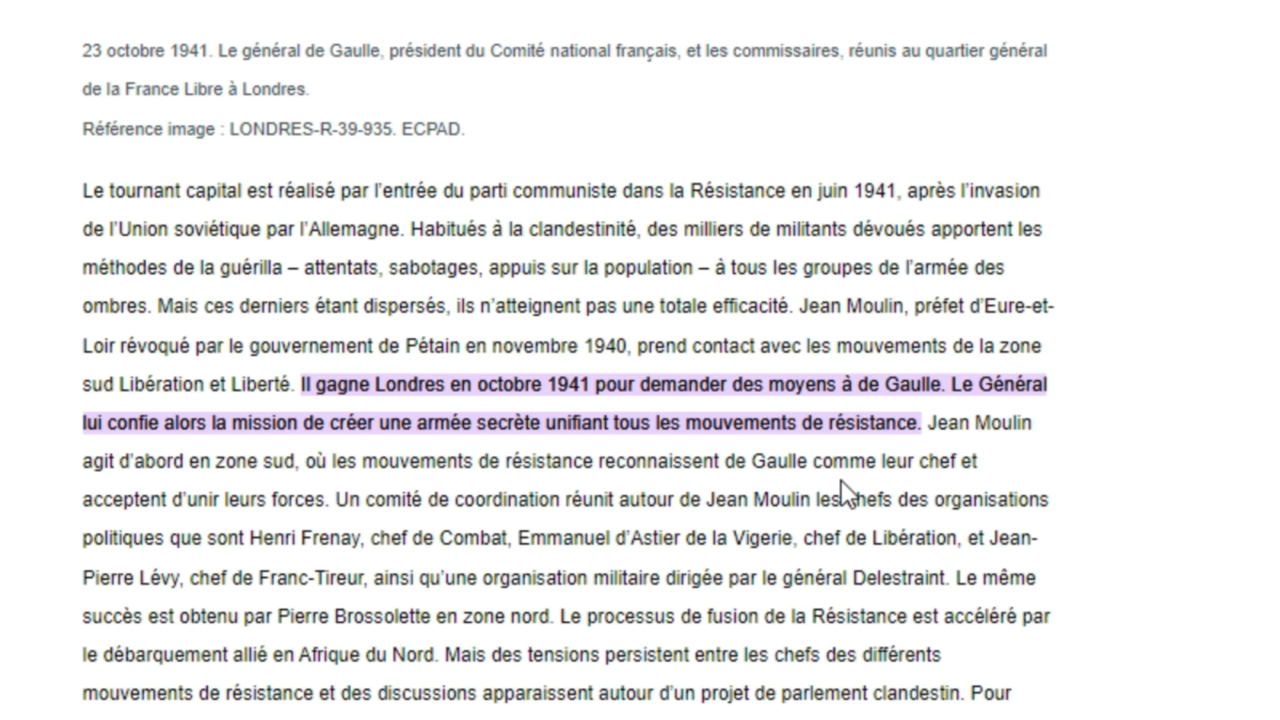 23 octobre 1941. Le général de Gaulle, président du Comité national français, et les commissaires, réunis au quartier général
de la France Libre à Londres.
Référence image : LONDRES-R-39-935. ECPAD.
Le tournant capital est réalisé par l’entrée du parti communiste dans la Résistance en juin 1941, après l’invasion
de l’Union soviétique par l’Allemagne. Habitués à la clandestinité, des milliers de militants dévoués apportent les
méthodes de la guérilla – attentats, sabotages, appuis sur la population – à tous les groupes de l’armée des
ombres. Mais ces derniers étant dispersés, ils n’atteignent pas une totale efficacité. Jean Moulin, préfet d’Eure-et-
Loir révoqué par le gouvernement de Pétain en novembre 1940, prend contact avec les mouvements de la zone
sud Libération et Liberté. Il gagne Londres en octobre 1941 pour demander des moyens à de Gaulle. Le Général
lui confie alors la mission de créer une armée secrète unifiant tous les mouvements de résistance. Jean Moulin
agit d’abord en zone sud, où les mouvements de résistance reconnaissent de Gaulle comme leur chef et
acceptent d’unir leurs forces. Un comité de coordination réunit autour de Jean Moulin les chefs des organisations
politiques que sont Henri Frenay, chef de Combat, Emmanuel d’Astier de la Vigerie, chef de Libération, et Jean-
Pierre Lévy, chef de Franc-Tireur, ainsi qu’une organisation militaire dirigée par le général Delestraint. Le même
succès est obtenu par Pierre Brossolette en zone nord. Le processus de fusion de la Résistance est accéléré par
le débarquement allié en Afrique du Nord. Mais des tensions persistent entre les chefs des différents
mouvements de résistance et des discussions apparaissent autour d’un projet de parlement clandestin. Pour